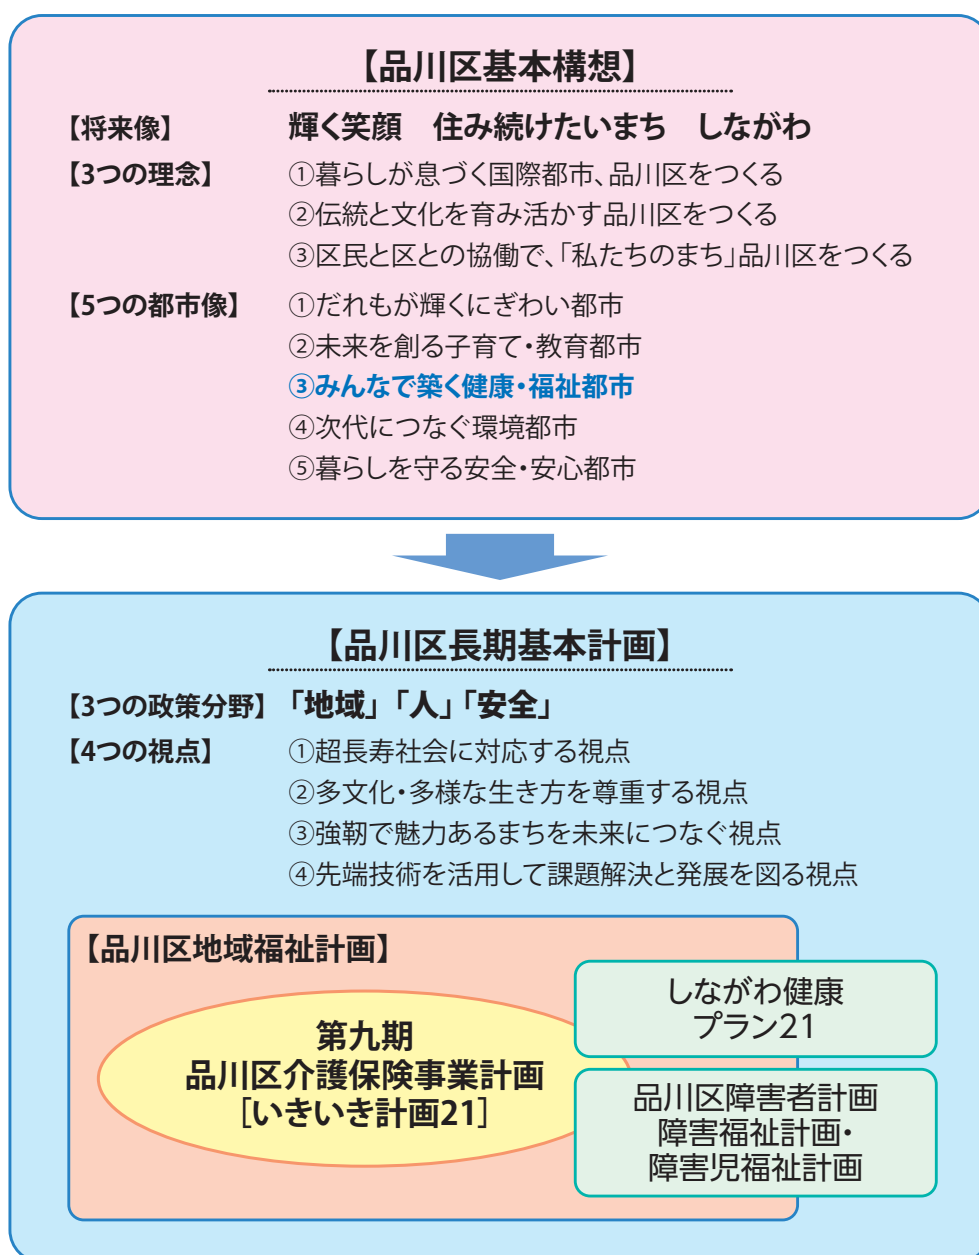 【品川区基本構想】
【将来像】 輝く笑顔　住み続けたいまち　しながわ
【3つの理念】 ①暮らしが息づく国際都市、品川区をつくる
②伝統と文化を育み活かす品川区をつくる
③区民と区との協働で、「私たちのまち」品川区をつくる
【5つの都市像】 ①だれもが輝くにぎわい都市
②未来を創る子育て・教育都市
③みんなで築く健康・福祉都市
④次代につなぐ環境都市
⑤暮らしを守る安全・安心都市
【品川区長期基本計画】
【3つの政策分野】 「地域」「人」「安全」
【4つの視点】 ①超長寿社会に対応する視点
②多文化・多様な生き方を尊重する視点
③強靭で魅力あるまちを未来につなぐ視点
④先端技術を活用して課題解決と発展を図る視点
【品川区地域福祉計画】
第九期
品川区介護保険事業計画
［いきいき計画21］
しながわ健康
プラン21
品川区障害者計画
障害福祉計画・
障害児福祉計画